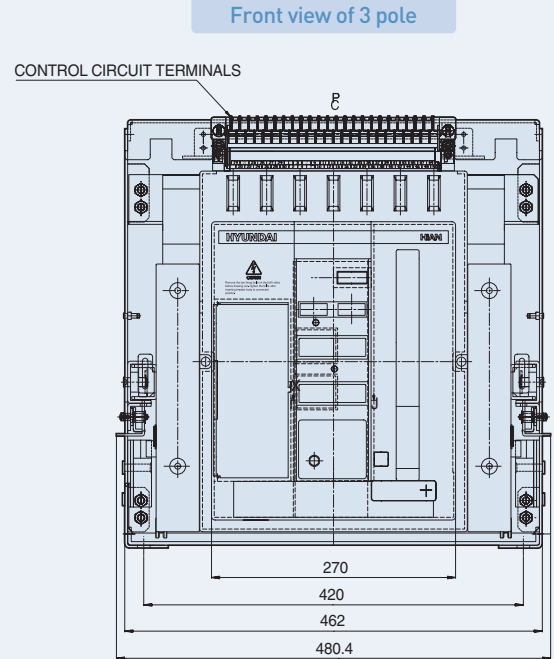 Front view of 3 pole
CONTROL CIRCUIT TERMINALS
HYUNDAI
HiAN
270
420
462
480.4